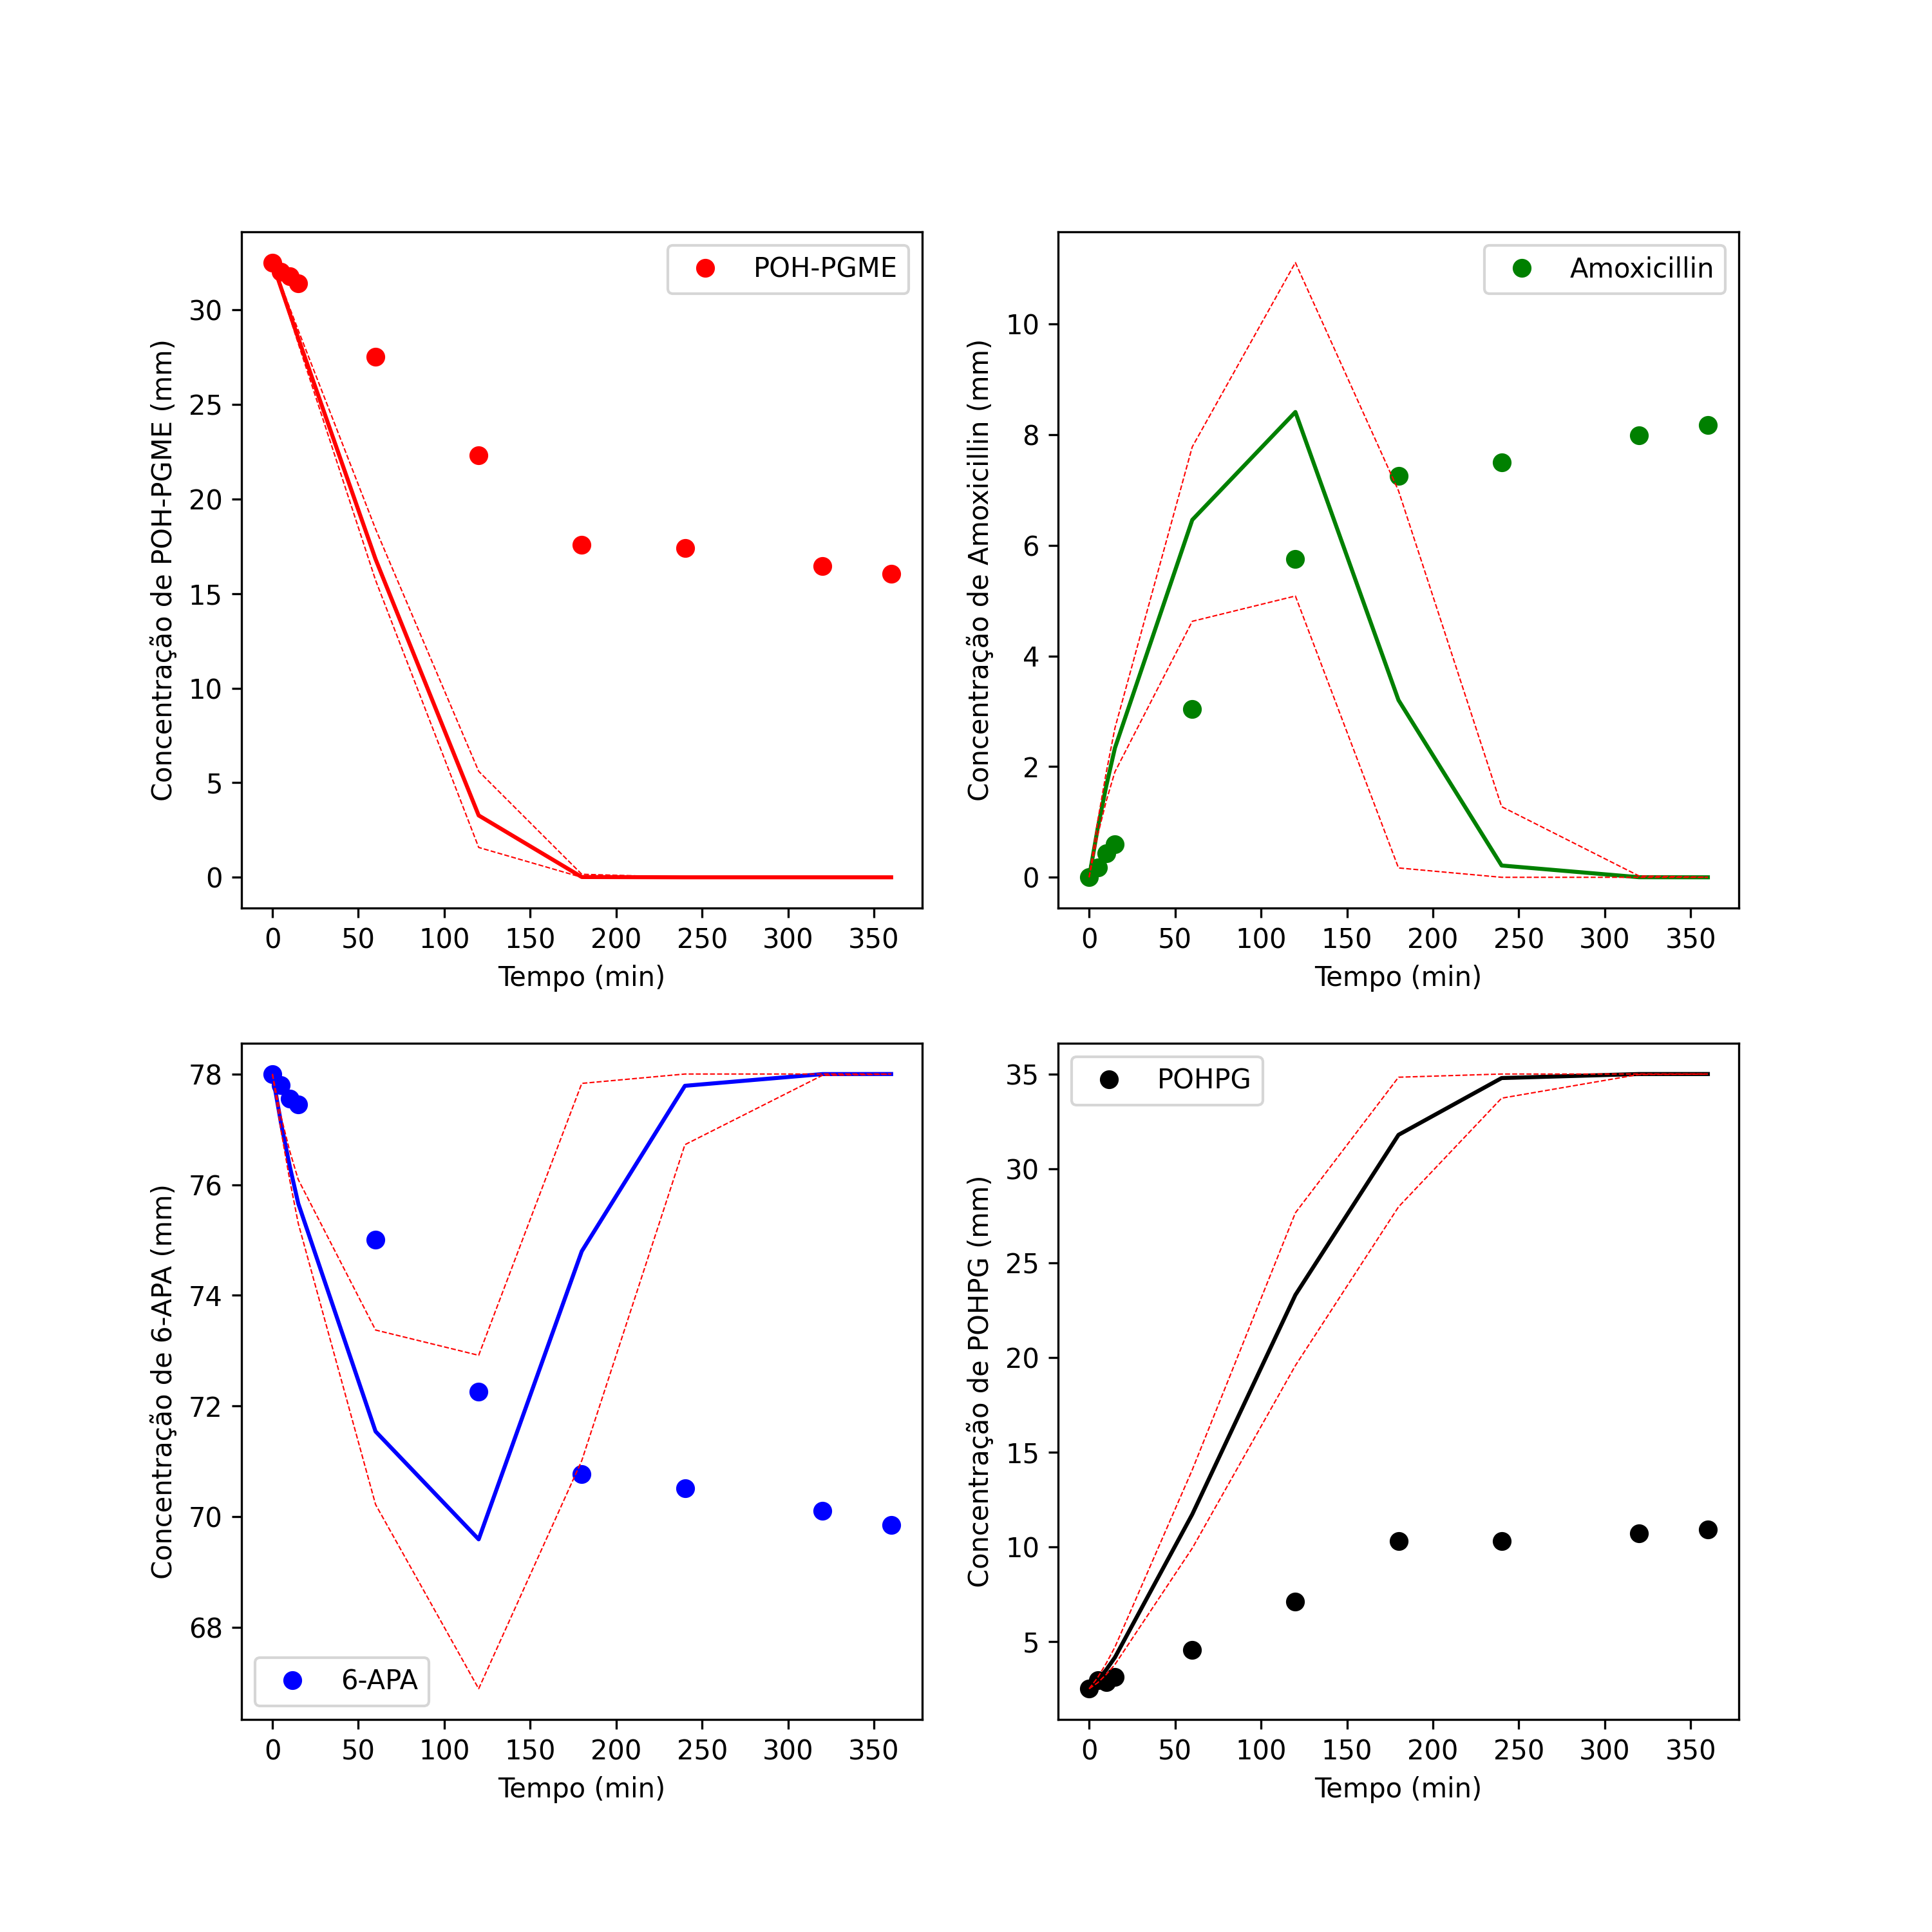 POH-PGME
Concentração de POH-PGME (mm)
30
25
20
15
10
5
0
0 50 100 150 200 250 300 350
Tempo (min)
Amoxicillin
Concentração de Amoxicillin (mm)
10
8
6
4
2
0
0 50 100 150 200 250 300 350
Tempo (min)
Concentração de 6-APA (mm)
78
76
74
72
70
68
6-APA
0 50 100 150 200 250 300 350
Tempo (min)
POHPG
Concentração de POHPG (mm)
35
30
25
20
15
10
5
0 50 100 150 200 250 300 350
Tempo (min)